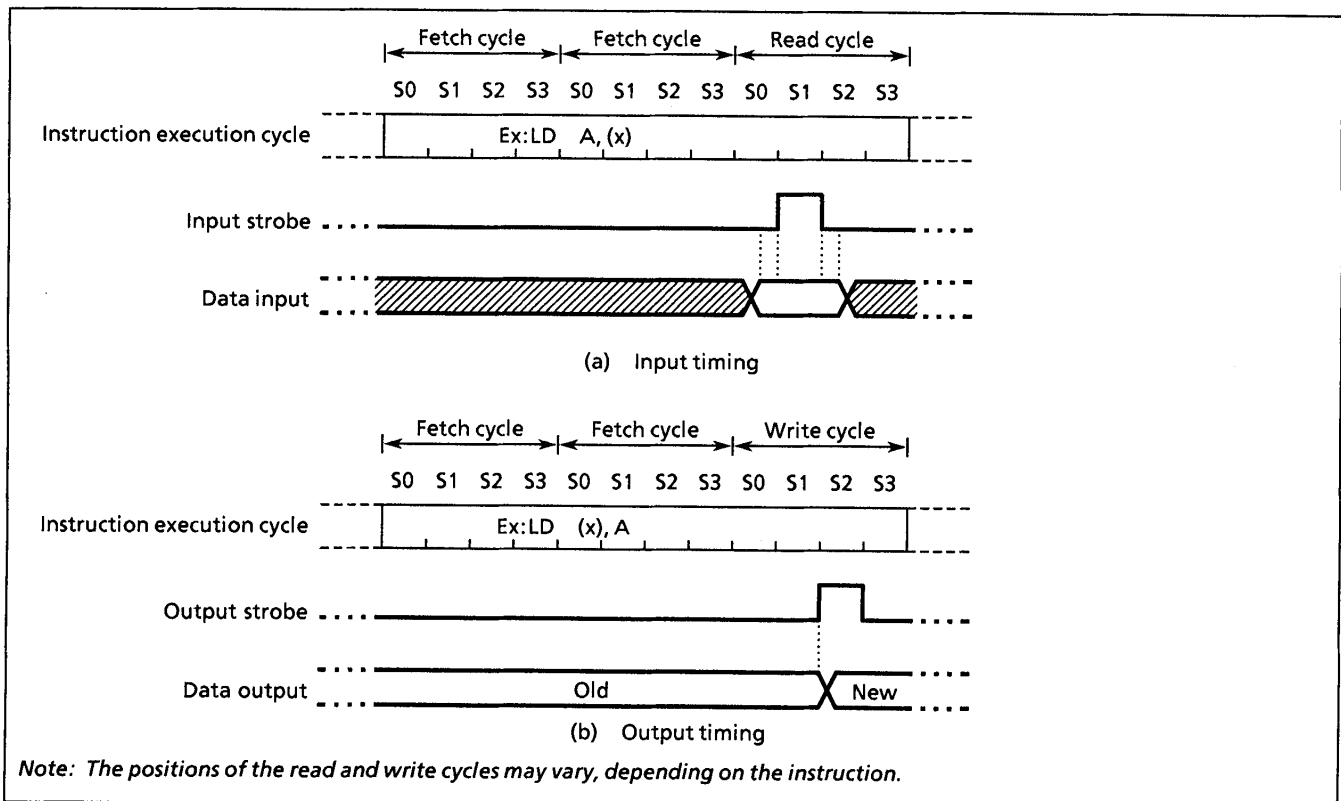 Fetch cycle Fetch cycle Read cycle
S0 S1 S2 S3 S0 S1 S2 S3 S0 S1 S2 S3
Instruction execution cycle Ex:LD A, (x)
Input strobe
Data input
(a) Input timing
Fetch cycle Fetch cycle Write cycle
S0 S1 S2 S3 S0 S1 S2 S3 S0 S1 S2 S3
Instruction execution cycle Ex:LD (x), A
Output strobe
Data output Old New
(b) Output timing
Note: The positions of the read and write cycles may vary, depending on the instruction.